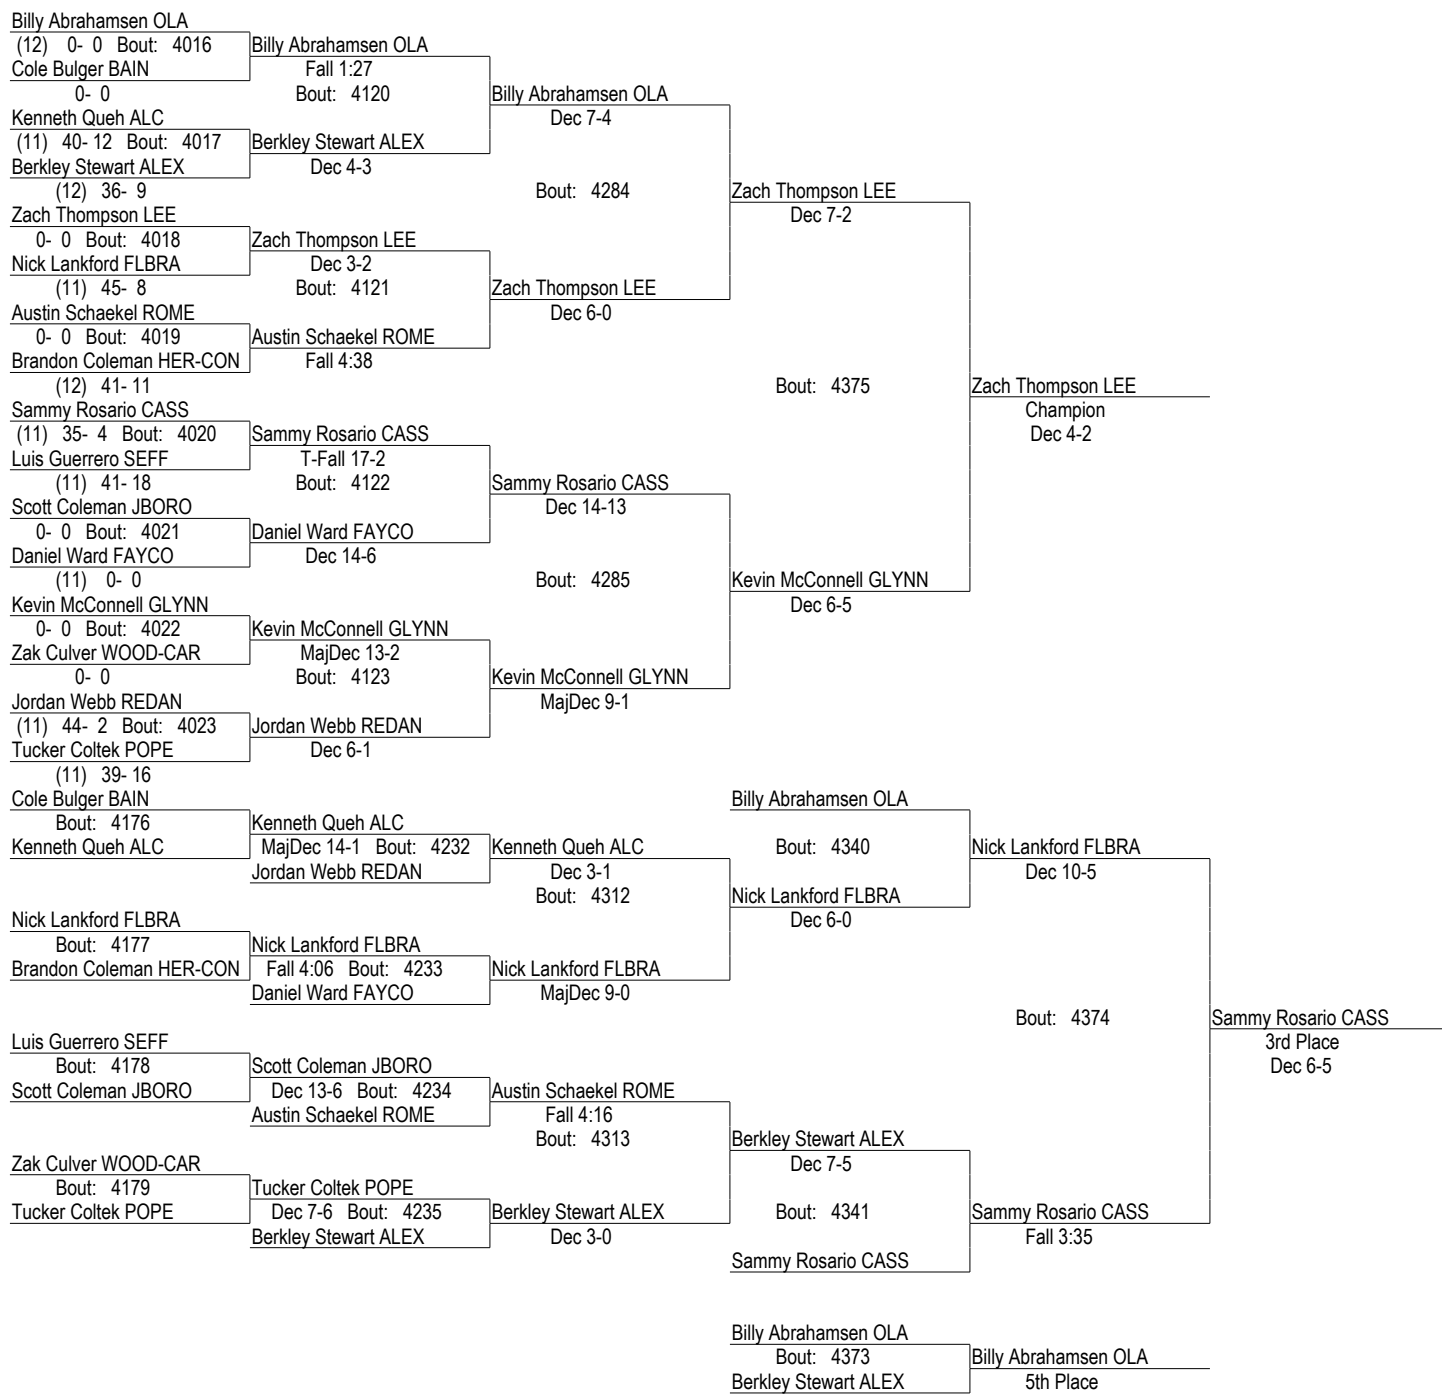 Billy Abrahamsen OLA
(12) 0- 0 Bout: 4016 Billy Abrahamsen OLA
Cole Bulger BAIN Fall 1:27
0- 0 Bout: 4120 Billy Abrahamsen OLA
Kenneth Queh ALC Dec 7-4
(11) 40- 12 Bout: 4017 Berkley Stewart ALEX
Berkley Stewart ALEX Dec 4-3
(12) 36- 9 Bout: 4284 Zach Thompson LEE
Zach Thompson LEE Dec 7-2
0- 0 Bout: 4018 Zach Thompson LEE
Nick Lankford FLBRA Dec 3-2
(11) 45- 8 Bout: 4121 Zach Thompson LEE
Austin Schaekel ROME Dec 6-0
0- 0 Bout: 4019 Austin Schaekel ROME
Brandon Coleman HER-CON Fall 4:38
(12) 41- 11 Bout: 4375 Zach Thompson LEE
Sammy Rosario CASS Champion
(11) 35- 4 Bout: 4020 Sammy Rosario CASS Dec 4-2
Luis Guerrero SEFF T-Fall 17-2
(11) 41- 18 Bout: 4122 Sammy Rosario CASS
Scott Coleman JBORO Dec 14-13
0- 0 Bout: 4021 Daniel Ward FAYCO
Daniel Ward FAYCO Dec 14-6
(11) 0- 0 Bout: 4285 Kevin McConnell GLYNN
Kevin McConnell GLYNN Dec 6-5
0- 0 Bout: 4022 Kevin McConnell GLYNN
Zak Culver WOOD-CAR MajDec 13-2
0- 0 Bout: 4123 Kevin McConnell GLYNN
Jordan Webb REDAN MajDec 9-1
(11) 44- 2 Bout: 4023 Jordan Webb REDAN
Tucker Coltek POPE Dec 6-1
(11) 39- 16
Cole Bulger BAIN Billy Abrahamsen OLA
Bout: 4176 Kenneth Queh ALC
Kenneth Queh ALC MajDec 14-1 Bout: 4232 Kenneth Queh ALC Bout: 4340 Nick Lankford FLBRA
Jordan Webb REDAN Dec 3-1 Dec 10-5
Bout: 4312 Nick Lankford FLBRA
Nick Lankford FLBRA Dec 6-0
Bout: 4177 Nick Lankford FLBRA
Brandon Coleman HER-CON Fall 4:06 Bout: 4233 Nick Lankford FLBRA
Daniel Ward FAYCO MajDec 9-0
Bout: 4374 Sammy Rosario CASS
Luis Guerrero SEFF 3rd Place
Bout: 4178 Scott Coleman JBORO Dec 6-5
Scott Coleman JBORO Dec 13-6 Bout: 4234 Austin Schaekel ROME
Austin Schaekel ROME Fall 4:16
Bout: 4313 Berkley Stewart ALEX
Zak Culver WOOD-CAR Dec 7-5
Bout: 4179 Tucker Coltek POPE
Tucker Coltek POPE Dec 7-6 Bout: 4235 Berkley Stewart ALEX Bout: 4341 Sammy Rosario CASS
Berkley Stewart ALEX Dec 3-0 Fall 3:35
Sammy Rosario CASS
Billy Abrahamsen OLA
Bout: 4373 Billy Abrahamsen OLA
Berkley Stewart ALEX 5th Place